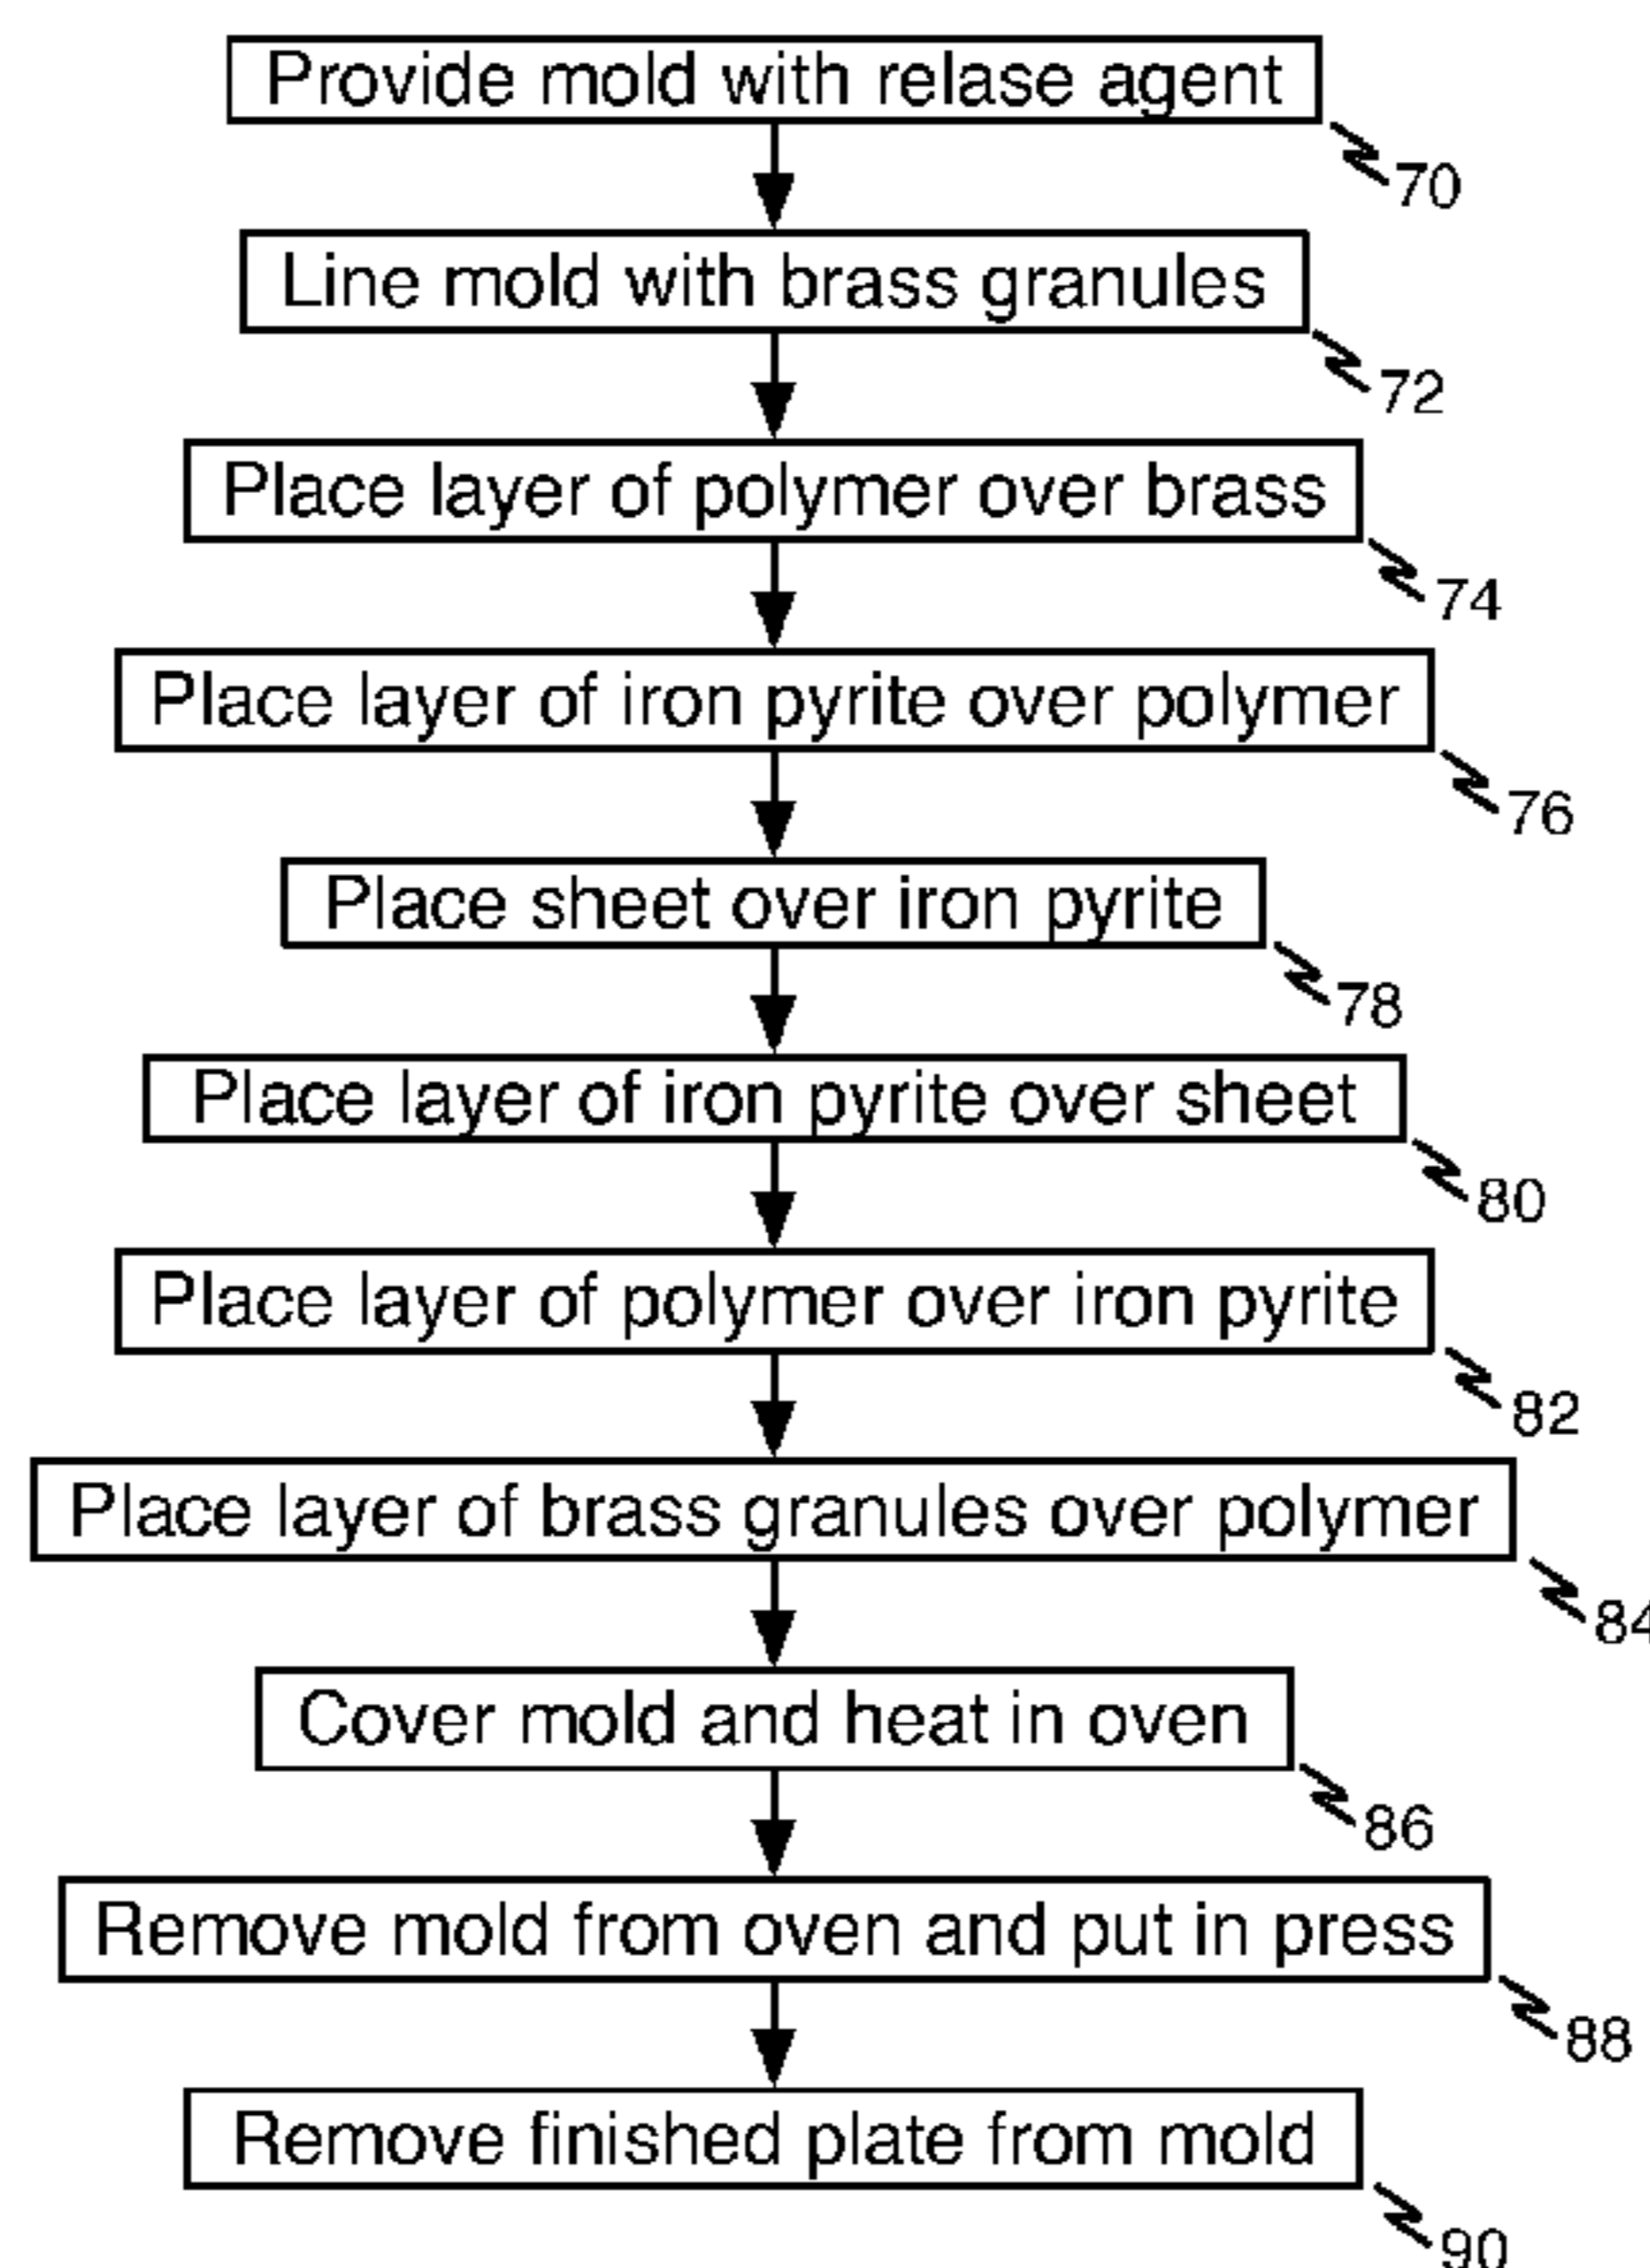 Provide mold with relase agent
70
Line mold with brass granules
72
Place layer of polymer over brass
74
Place layer of iron pyrite over polymer
76
Place sheet over iron pyrite
78
Place layer of iron pyrite over sheet
80
Place layer of polymer over iron pyrite
82
Place layer of brass granules over polymer
84
Cover mold and heat in oven
86
Remove mold from oven and put in press
88
Remove finished plate from mold
90